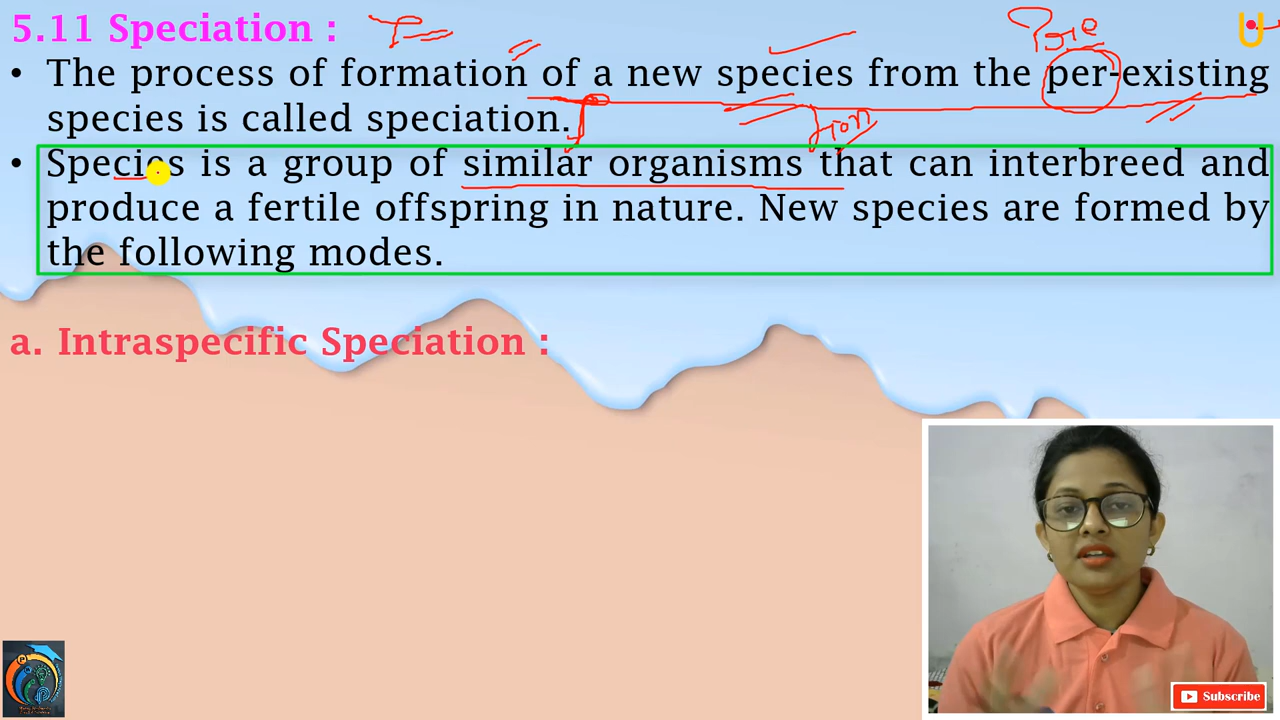 5.11 Speciation :
Pre
• The process of formation of a new species from the per-existing
species is called speciation.
from
• Species is a group of similar organisms that can interbreed and
produce a fertile offspring in nature. New species are formed by
the following modes.
a. Intraspecific Speciation :
Subscribe